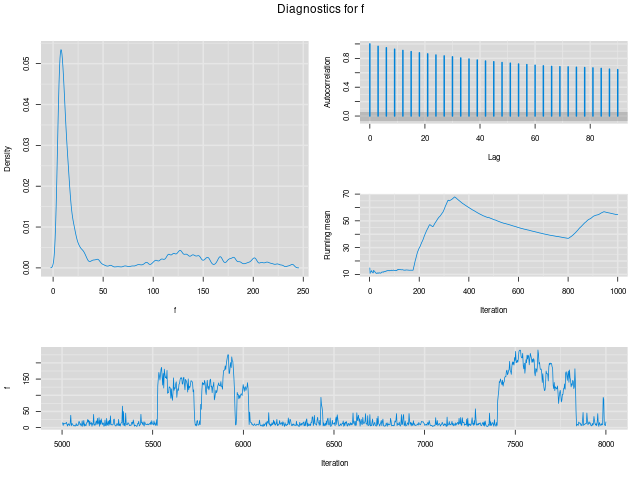 Diagnostics for f
Density
0.00 0.01 0.02 0.03 0.04 0.05
0 50 100 150 200 250
f
Autocorrelation
0.0 0.4 0.8
0 20 40 60 80
Lag
Running mean
10 30 50 70
0 200 400 600 800 1000
Iteration
f
0 50 150
5000 5500 6000 6500 7000 7500 8000
Iteration